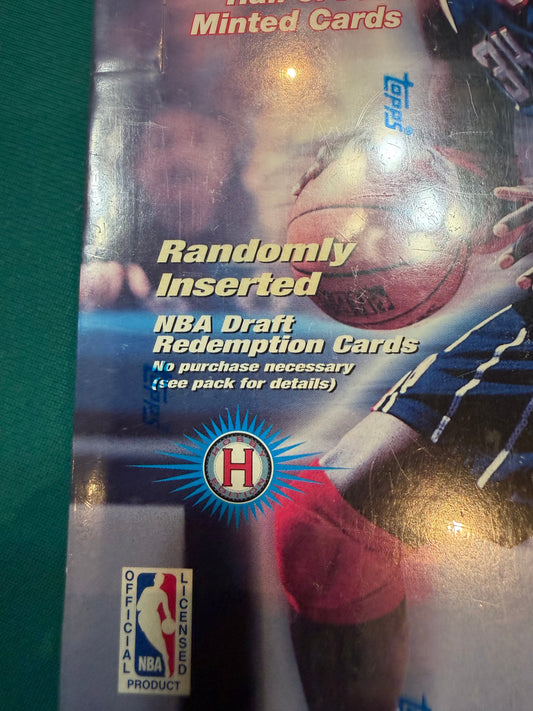 Minted Cards
topps
Randomly
Inserted
NBA Draft
Redemption Cards
No purchase necessary
(see pack for details)
topps
H
OFFICIAL
LICENSED
NBA
PRODUCT